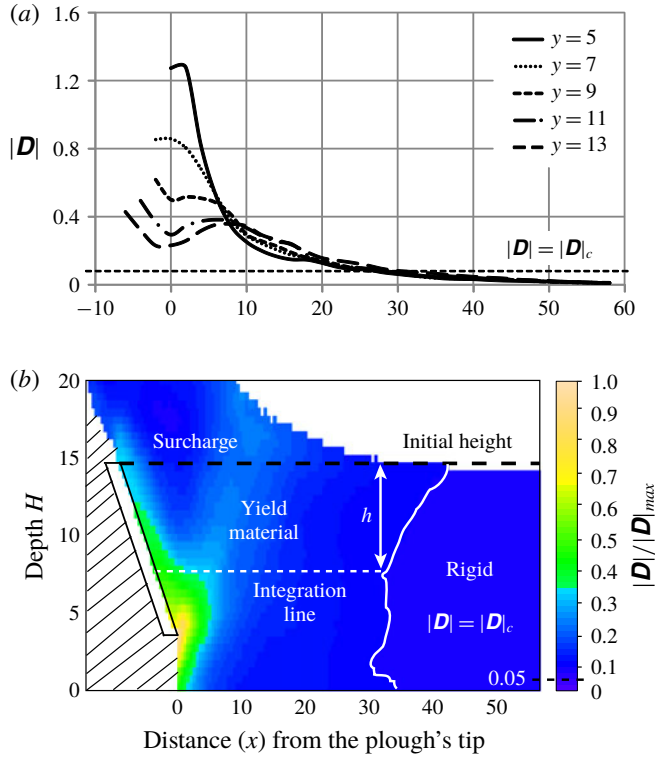 (a)
1.6
1.2
|D|
0.8
0.4
0
−10 0 10 20 30 40 50 60
y = 5
y = 7
y = 9
y = 11
y = 13
|D| = |D|c
(b)
20
15
10
5
0
Depth H
Surcharge
Initial height
Yield
material
h
Integration
line
Rigid
|D| = |D|c
0.05
0 10 20 30 40 50
Distance (x) from the plough's tip
1.0
0.9
0.8
0.7
0.6
0.5
0.4
0.3
0.2
0.1
0
|D|/|D|max